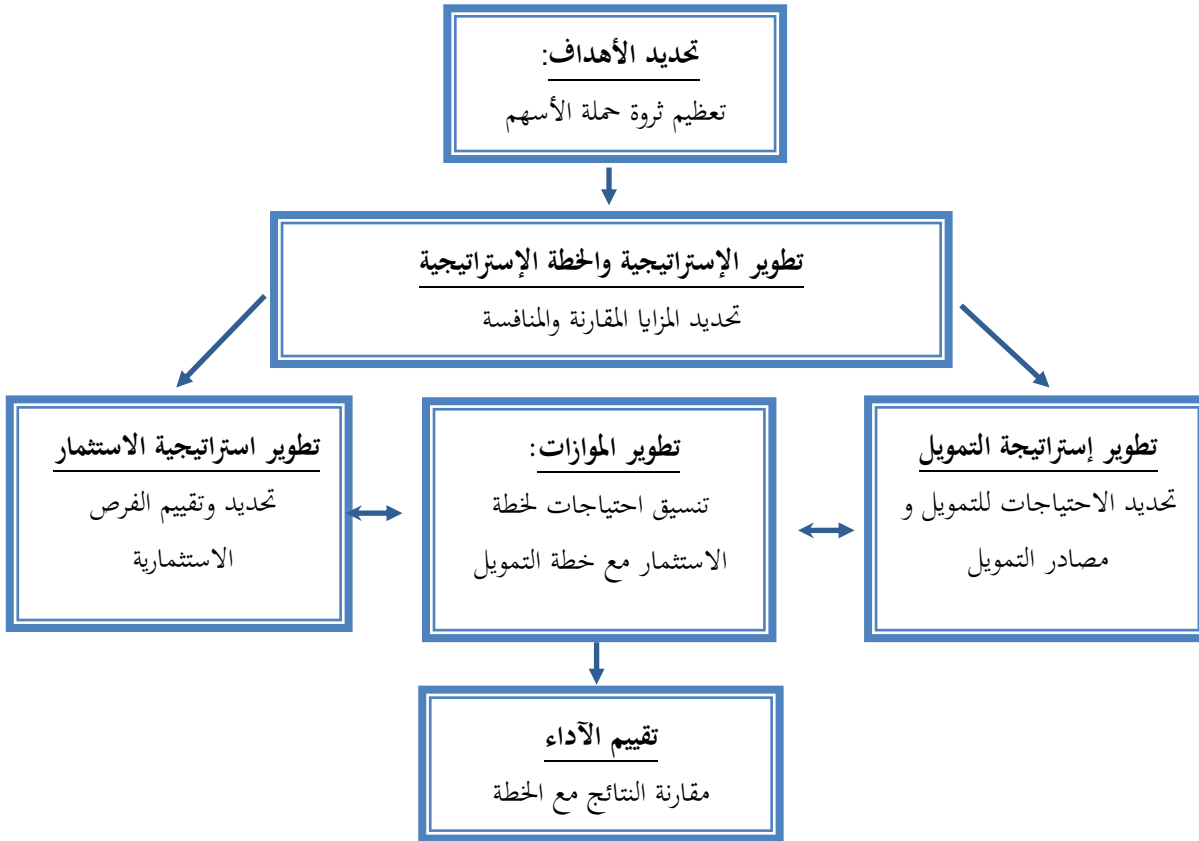 تحديد الأهداف:
تعظيم ثروة حملة الأسهم
تطوير الإستراتيجية والخطة الإستراتيجية
تحديد المزايا المقارنة والمنافسة
تطوير إستراتيجة التمويل
تحديد الاحتياجات للتمويل و
مصادر التمويل
تطوير الموازات:
تنسيق احتياجات لخطة
الاستثمار مع خطة التمويل
تطوير استراتيجية الاستثمار
تحديد وتقييم الفرص
الاستثمارية
تقييم الآداء
مقارنة النتائج مع الخطة